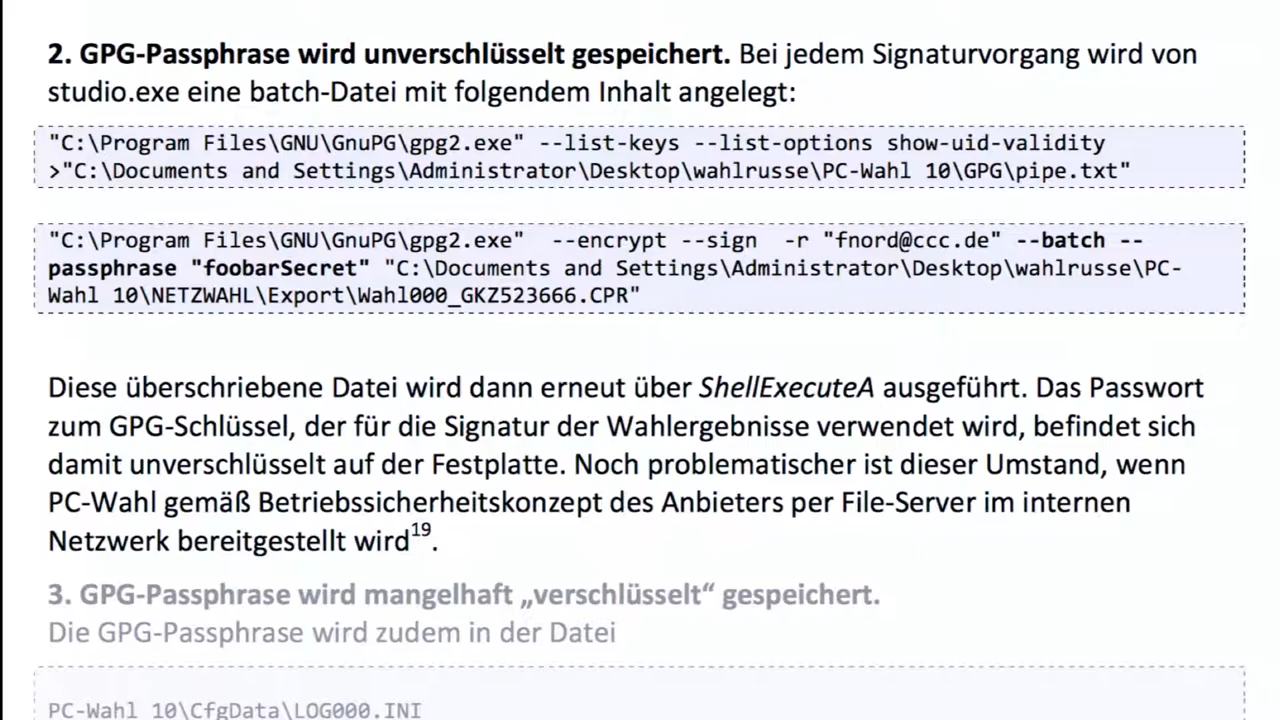 2. GPG-Passphrase wird unverschlüsselt gespeichert. Bei jedem Signaturvorgang wird von
studio.exe eine batch-Datei mit folgendem Inhalt angelegt:
"C:\Program Files\GNU\GnuPG\gpg2.exe" --list-keys --list-options show-uid-validity
>"C:\Documents and Settings\Administrator\Desktop\wahlrusse\PC-Wahl 10\GPG\pipe.txt"
"C:\Program Files\GNU\GnuPG\gpg2.exe"  --encrypt --sign  -r "fnord@ccc.de" --batch --
passphrase "foobarSecret" "C:\Documents and Settings\Administrator\Desktop\wahlrusse\PC-
Wahl 10\NETZWAHL\Export\Wahl000_GKZ523666.CPR"
Diese überschriebene Datei wird dann erneut über ShellExecuteA ausgeführt. Das Passwort
zum GPG-Schlüssel, der für die Signatur der Wahlergebnisse verwendet wird, befindet sich
damit unverschlüsselt auf der Festplatte. Noch problematischer ist dieser Umstand, wenn
PC-Wahl gemäß Betriebssicherheitskonzept des Anbieters per File-Server im internen
Netzwerk bereitgestellt wird19.
3. GPG-Passphrase wird mangelhaft „verschlüsselt“ gespeichert.
Die GPG-Passphrase wird zudem in der Datei
PC-Wahl 10\CfgData\LOG000.INI